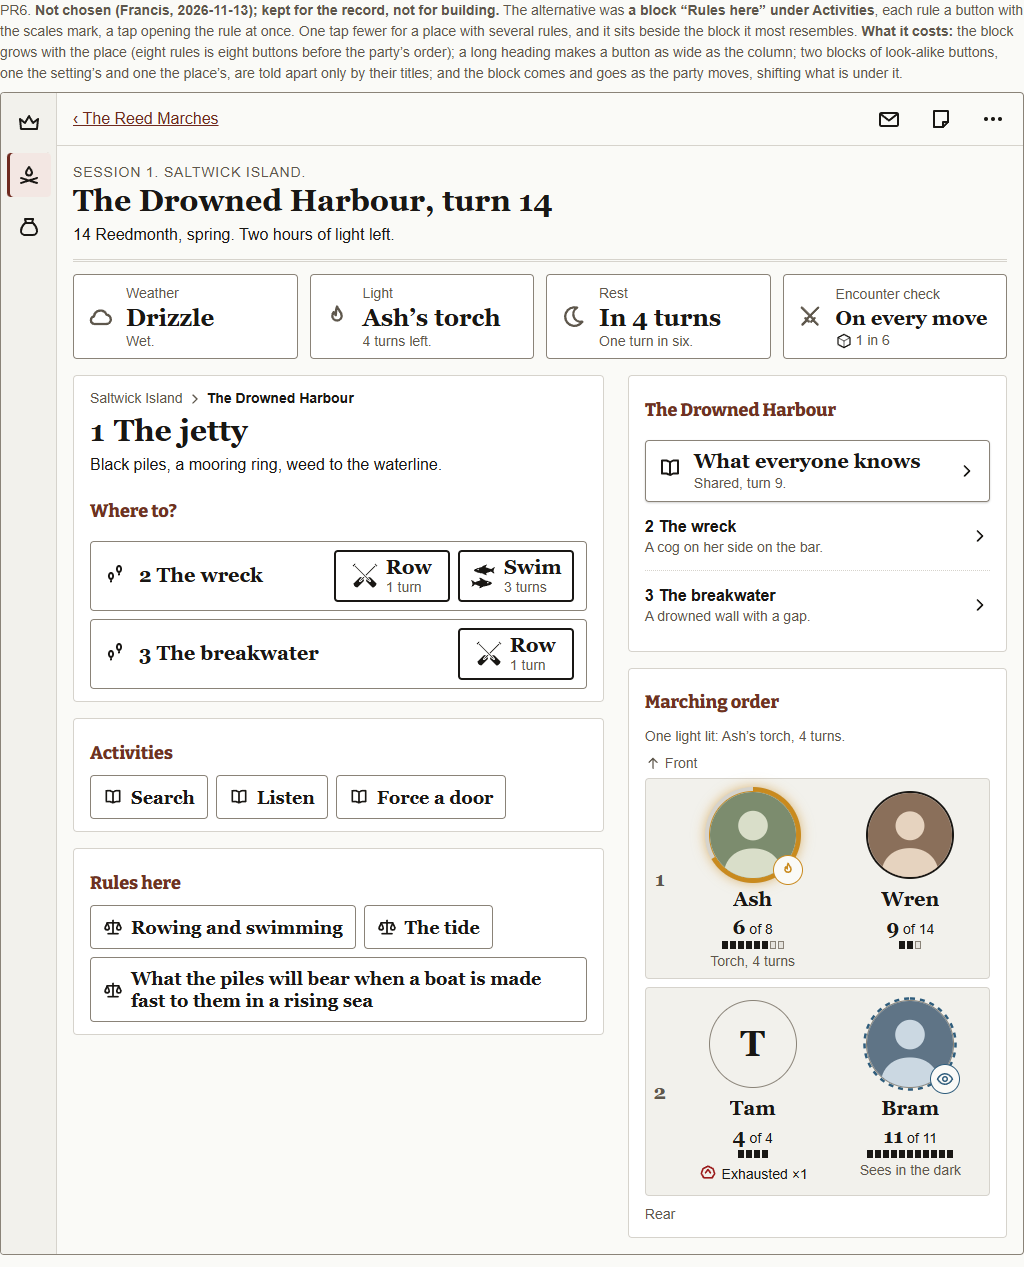 PR6. Not chosen (Francis, 2026-11-13); kept for the record, not for building. The alternative was a block “Rules here” under Activities, each rule a button with
the scales mark, a tap opening the rule at once. One tap fewer for a place with several rules, and it sits beside the block it most resembles. What it costs: the block
grows with the place (eight rules is eight buttons before the party’s order); a long heading makes a button as wide as the column; two blocks of look-alike buttons,
one the setting’s and one the place’s, are told apart only by their titles; and the block comes and goes as the party moves, shifting what is under it.
‹ The Reed Marches
SESSION 1. SALTWICK ISLAND.
The Drowned Harbour, turn 14
14 Reedmonth, spring. Two hours of light left.
Weather
Drizzle
Wet.
Light
Ash’s torch
4 turns left.
Rest
In 4 turns
One turn in six.
Encounter check
On every move
1 in 6
Saltwick Island > The Drowned Harbour
1 The jetty
Black piles, a mooring ring, weed to the waterline.
Where to?
2 The wreck
Row
1 turn
Swim
3 turns
3 The breakwater
Row
1 turn
Activities
Search
Listen
Force a door
Rules here
Rowing and swimming
The tide
What the piles will bear when a boat is made
fast to them in a rising sea
The Drowned Harbour
What everyone knows
Shared, turn 9.
2 The wreck
A cog on her side on the bar.
3 The breakwater
A drowned wall with a gap.
Marching order
One light lit: Ash’s torch, 4 turns.
↑ Front
1
Ash
6 of 8
Torch, 4 turns
Wren
9 of 14
2
T
Tam
4 of 4
Exhausted ×1
Bram
11 of 11
Sees in the dark
Rear